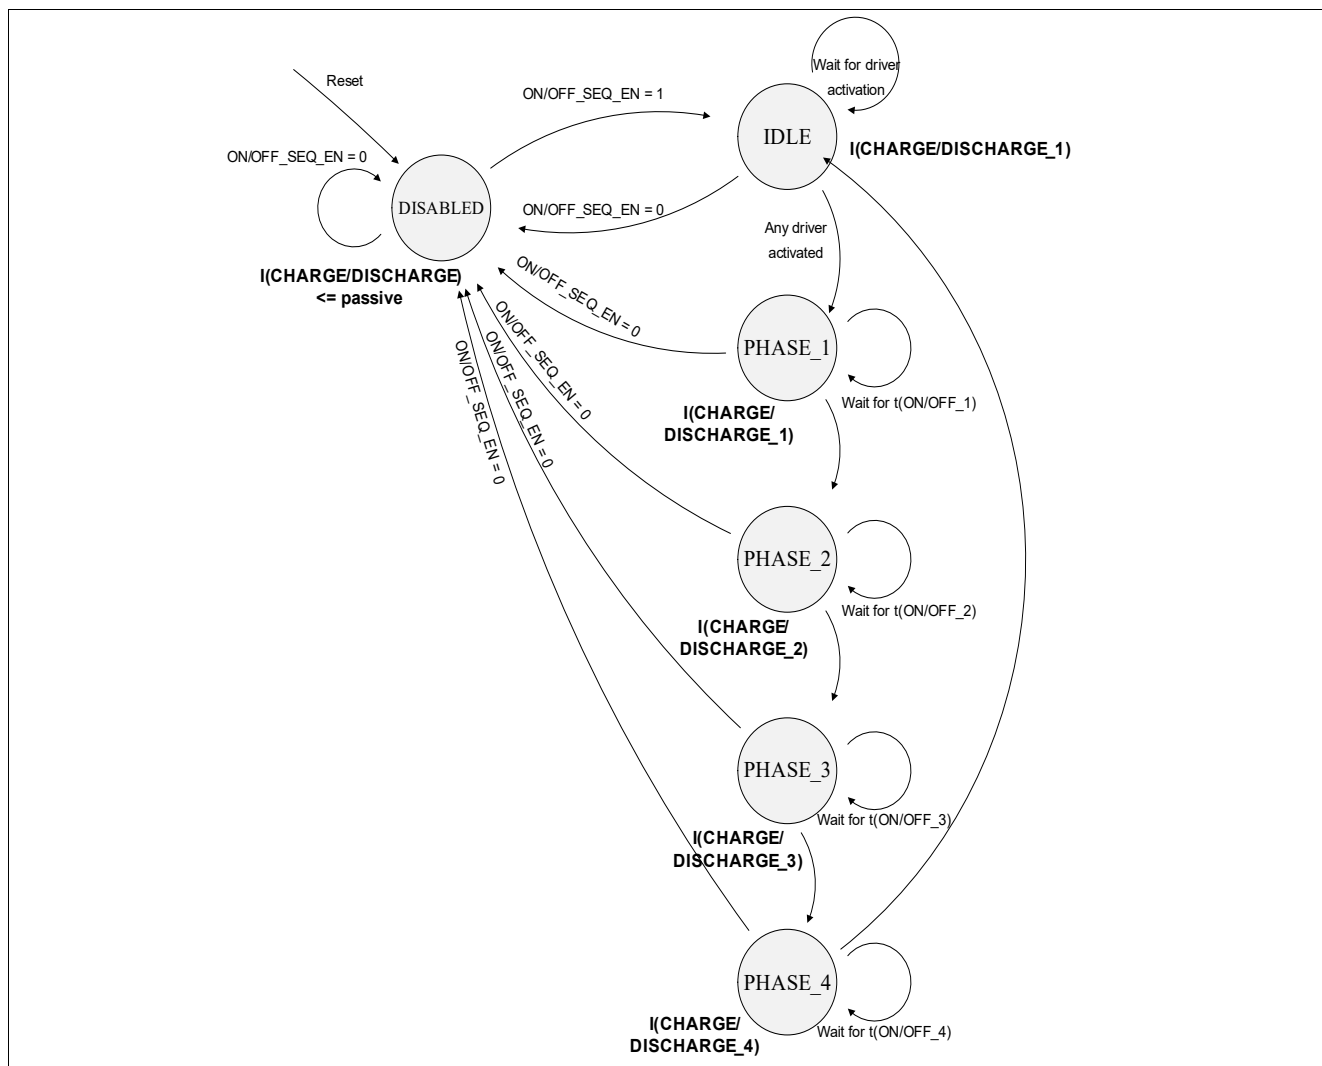 Wait for driver
activation
Reset
ON/OFF_SEQ_EN = 1
IDLE
I(CHARGE/DISCHARGE_1)
ON/OFF_SEQ_EN = 0
DISABLED
ON/OFF_SEQ_EN = 0
I(CHARGE/DISCHARGE)
<= passive
Any driver
activated
ON/OFF_SEQ_EN = 0
PHASE_1
Wait for t(ON/OFF_1)
I(CHARGE/
DISCHARGE_1)
ON/OFF_SEQ_EN = 0
ON/OFF_SEQ_EN = 0
ON/OFF_SEQ_EN = 0
PHASE_2
Wait for t(ON/OFF_2)
I(CHARGE/
DISCHARGE_2)
PHASE_3
Wait for t(ON/OFF_3)
I(CHARGE/
DISCHARGE_3)
PHASE_4
Wait for t(ON/OFF_4)
I(CHARGE/
DISCHARGE_4)